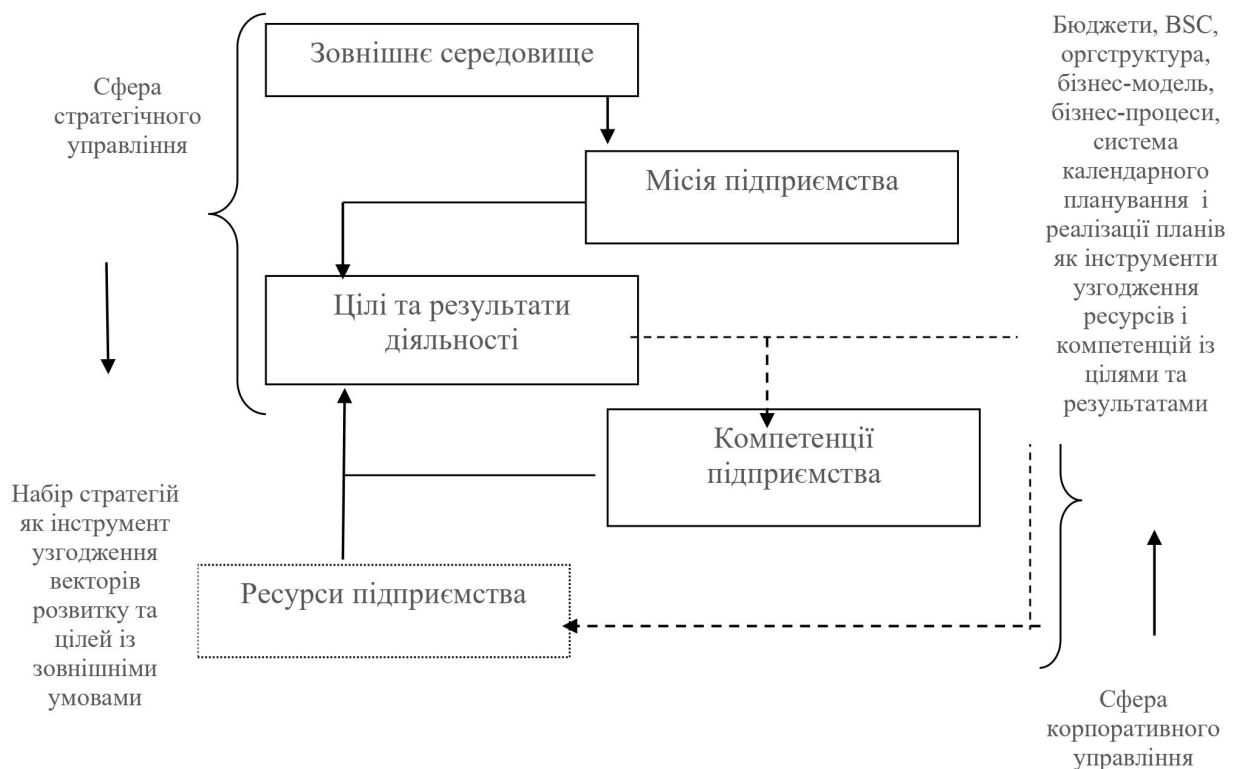 Сфера
стратегічного
управління
Зовнішнє середовище
Місія підприємства
Цілі та результати
діяльності
Компетенції
підприємства
Ресурси підприємства
Набір стратегій
як інструмент
узгодження
векторів
розвитку та
цілей із
зовнішніми
умовами
Бюджети, BSC,
оргструктура,
бізнес-модель,
бізнес-процеси,
система
календарного
планування і
реалізації планів
як інструменти
узгодження
ресурсів і
компетенцій із
цілями та
результатами
Сфера
корпоративного
управління